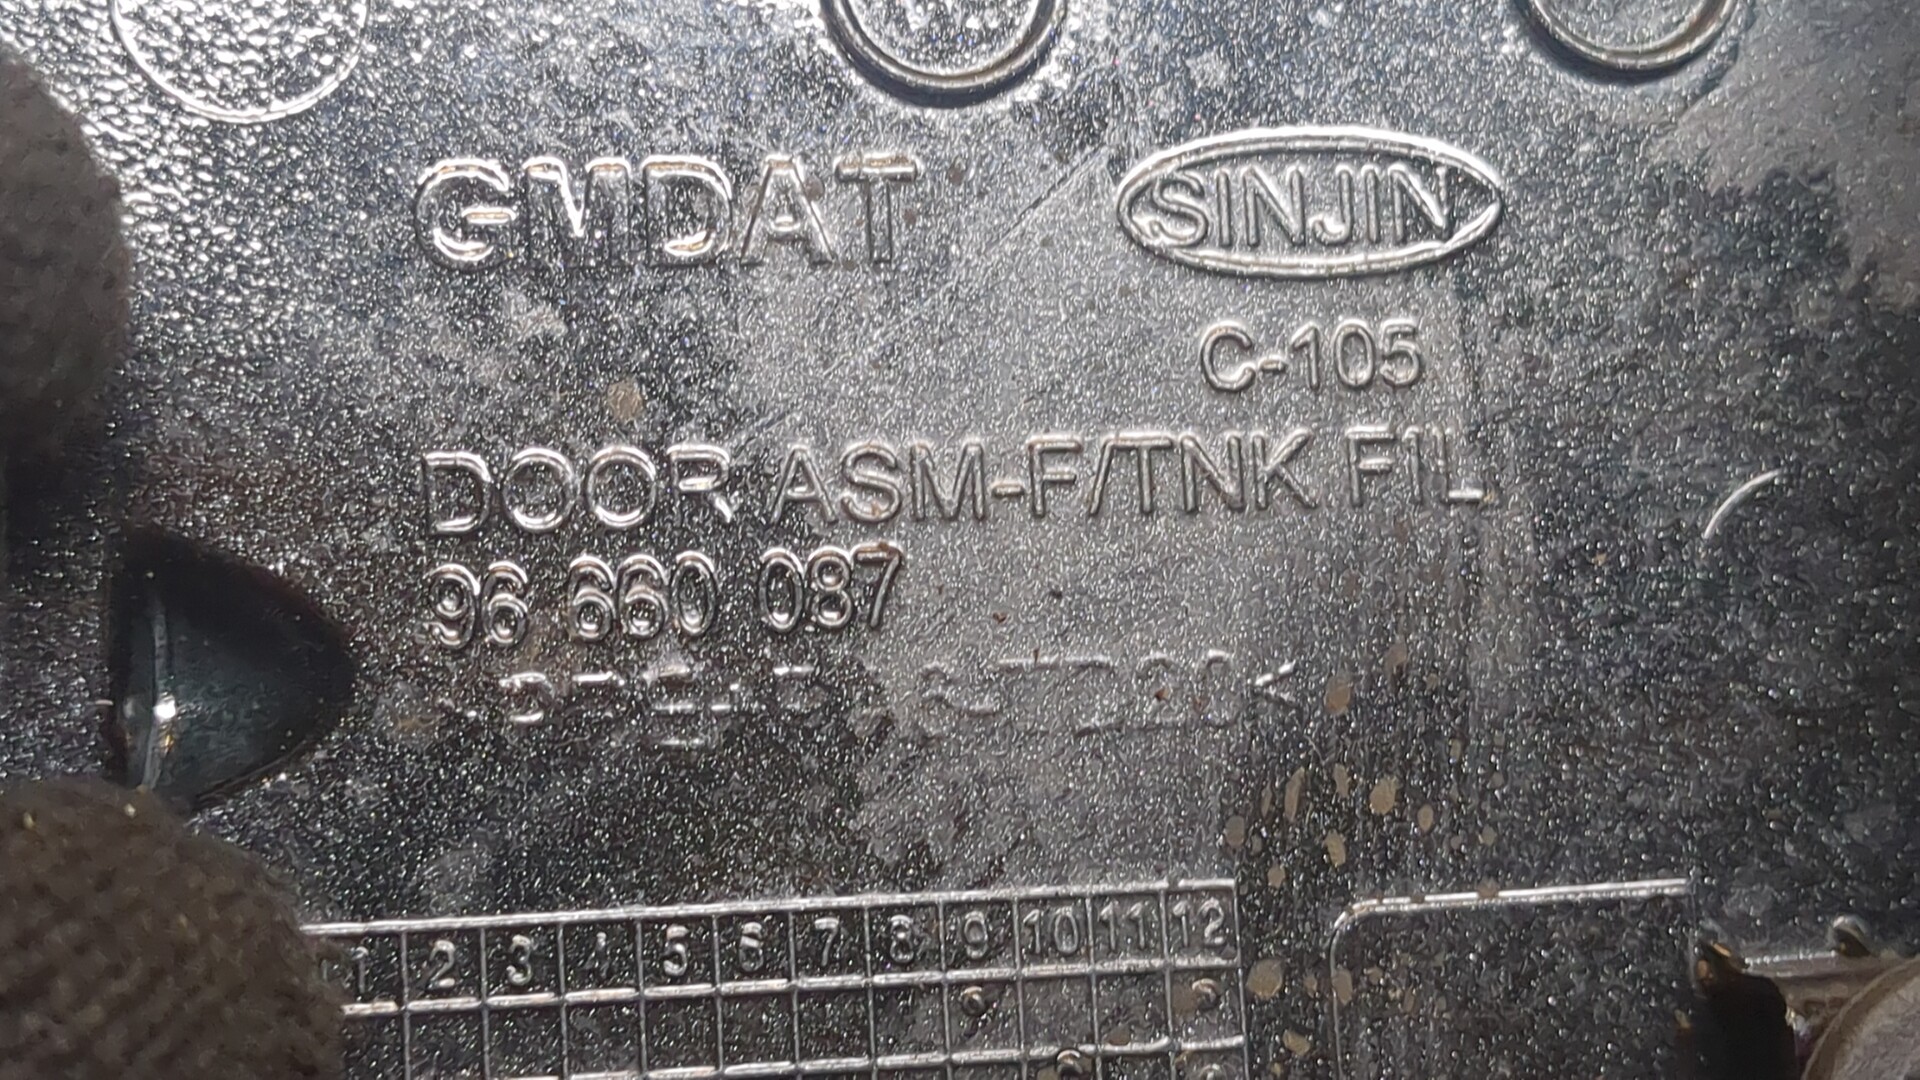 GMDAT
SINJIN
C-105
DOOR ASM-F/TNK FIL
96 660 087
1 2 3 4 5 6 7 8 9 10 11 12